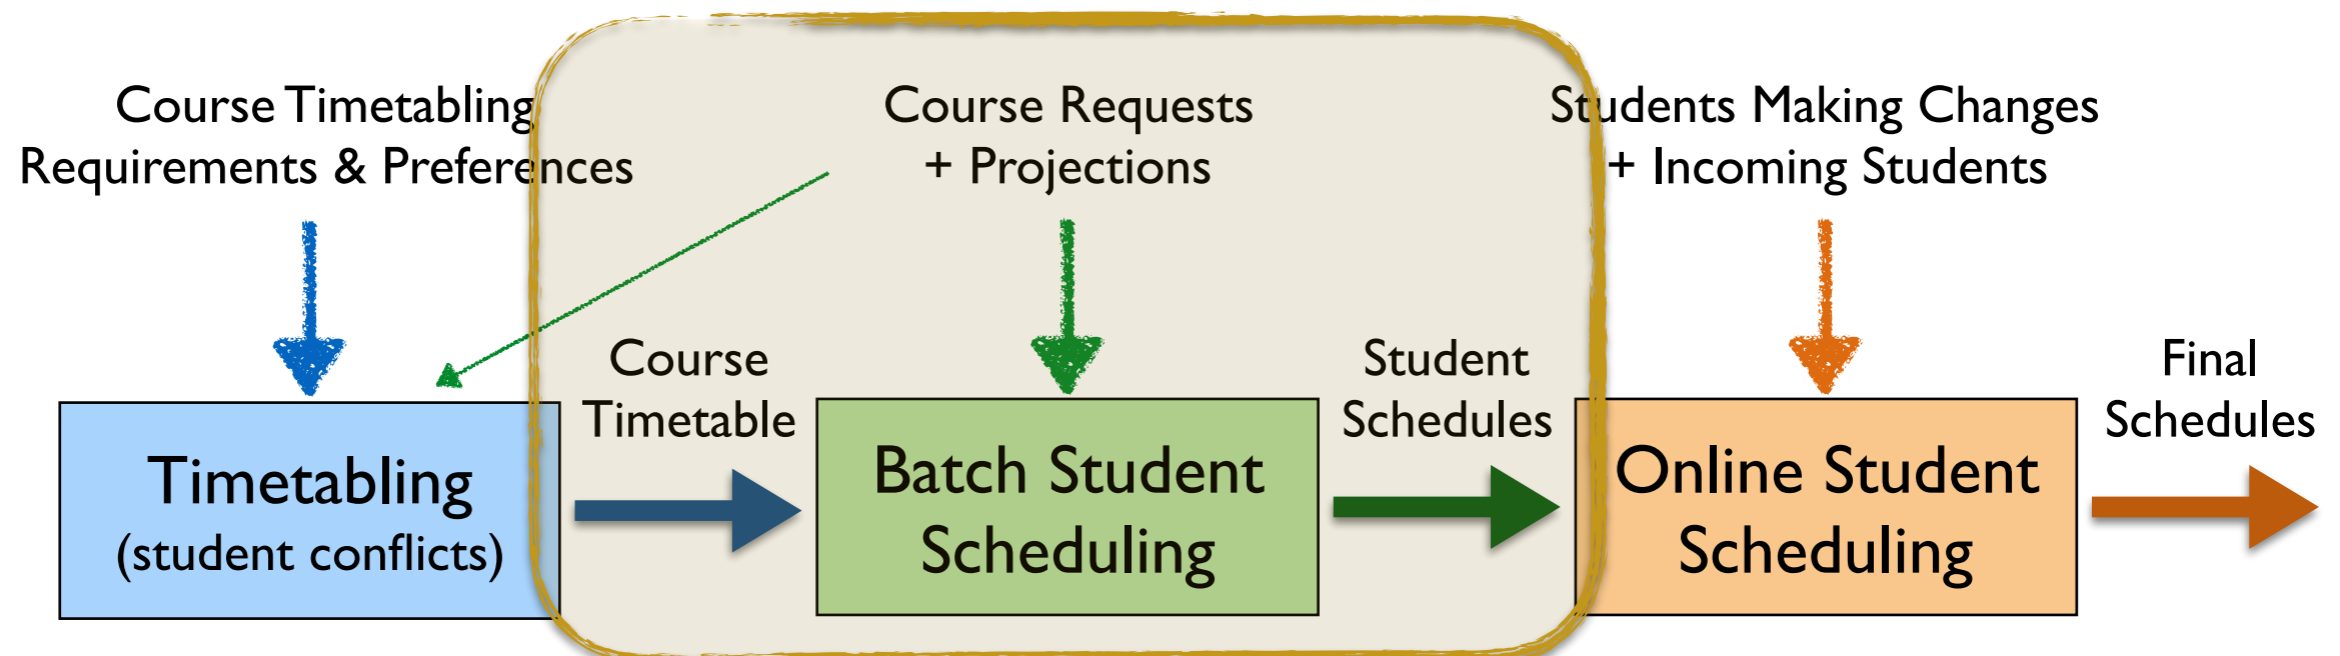 Course Timetabling
Requirements & Preferences
Course Requests
+ Projections
Students Making Changes
+ Incoming Students
Course
Timetable
Student
Schedules
Final
Schedules
Timetabling
(student conflicts)
Batch Student
Scheduling
Online Student
Scheduling